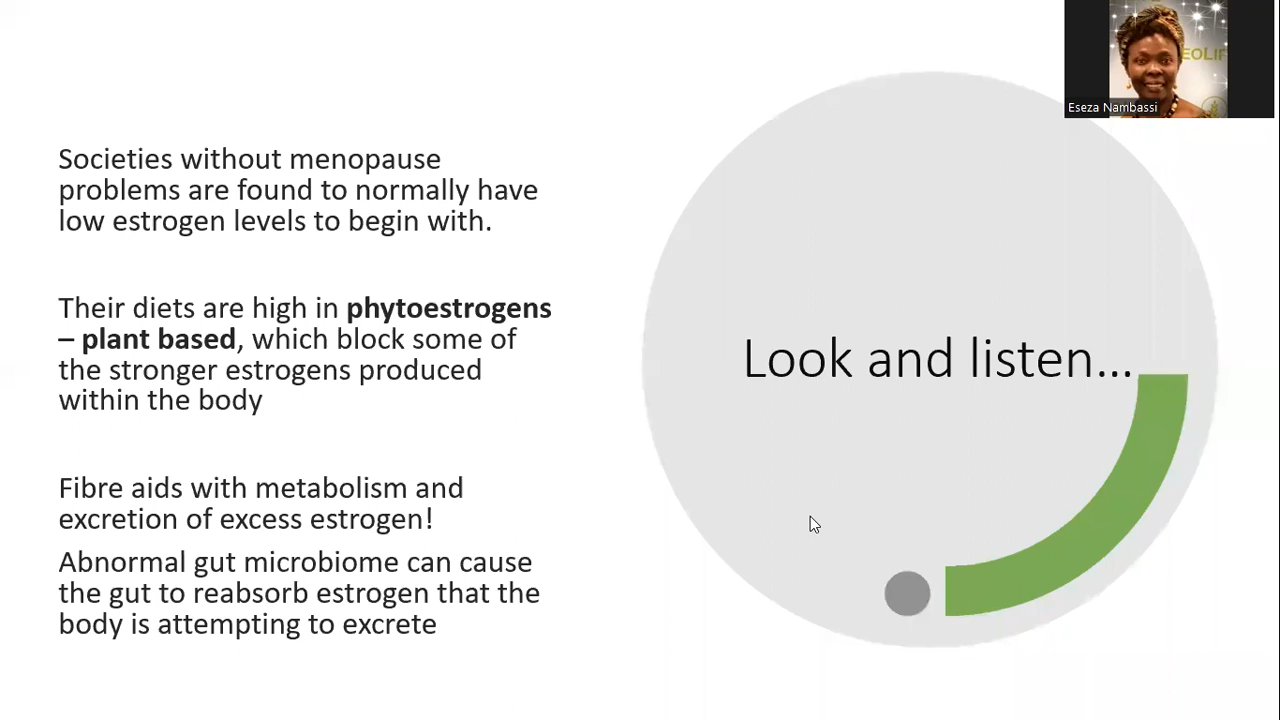 Societies without menopause
problems are found to normally have
low estrogen levels to begin with.
Their diets are high in phytoestrogens
– plant based, which block some of
the stronger estrogens produced
within the body
Fibre aids with metabolism and
excretion of excess estrogen!
Abnormal gut microbiome can cause
the gut to reabsorb estrogen that the
body is attempting to excrete
Look and listen...
EOLIF
Eseza Nambassi